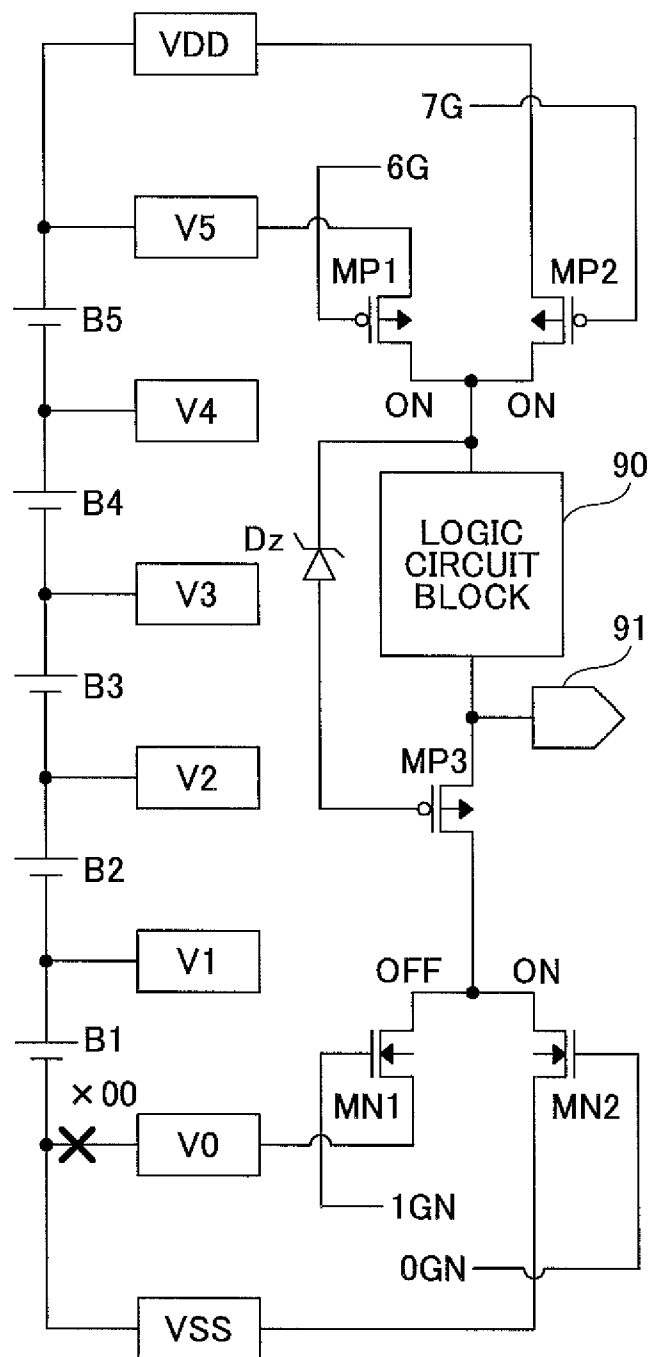 VDD
7G
6G
V5
MP1
MP2
B5
ON
ON
V4
90
B4
Dz
LOGIC
CIRCUIT
BLOCK
V3
91
B3
MP3
V2
B2
OFF
ON
V1
B1
×00
MN1
MN2
V0
1GN
0GN
VSS